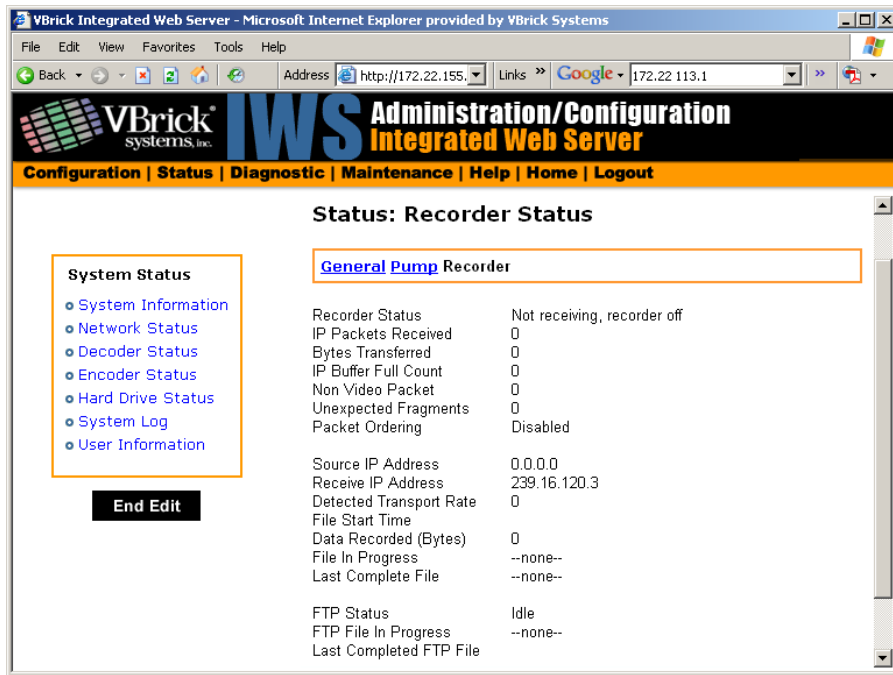 VBrick Integrated Web Server - Microsoft Internet Explorer provided by VBrick Systems
File Edit View Favorites Tools Help
Back Address http://172.22.155. Links » Google 172.22 113.1 »
VBrick®
systems, inc.
IWS
Administration/Configuration
Integrated Web Server
Configuration | Status | Diagnostic | Maintenance | Help | Home | Logout
Status: Recorder Status
General Pump Recorder
System Status
System Information
Network Status
Decoder Status
Encoder Status
Hard Drive Status
System Log
User Information
End Edit
Recorder Status Not receiving, recorder off
IP Packets Received 0
Bytes Transferred 0
IP Buffer Full Count 0
Non Video Packet 0
Unexpected Fragments 0
Packet Ordering Disabled
Source IP Address 0.0.0.0
Receive IP Address 239.16.120.3
Detected Transport Rate 0
File Start Time
Data Recorded (Bytes) 0
File In Progress --none--
Last Complete File --none--
FTP Status Idle
FTP File In Progress --none--
Last Completed FTP File